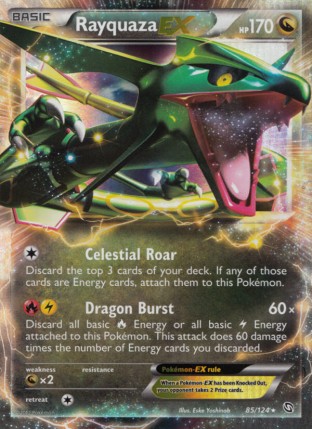 BASIC Rayquaza EX HP 170
Celestial Roar
Discard the top 3 cards of your deck. If any of those
cards are Energy cards, attach them to this Pokémon.
Dragon Burst 60×
Discard all basic Energy or all basic Energy
attached to this Pokémon. This attack does 60 damage
times the number of Energy cards you discarded.
weakness resistance
×2
Pokémon-EX rule
When a Pokémon-EX has been Knocked Out,
your opponent takes 2 Prize cards.
retreat
Illus. Eske Yoshinob 85/124